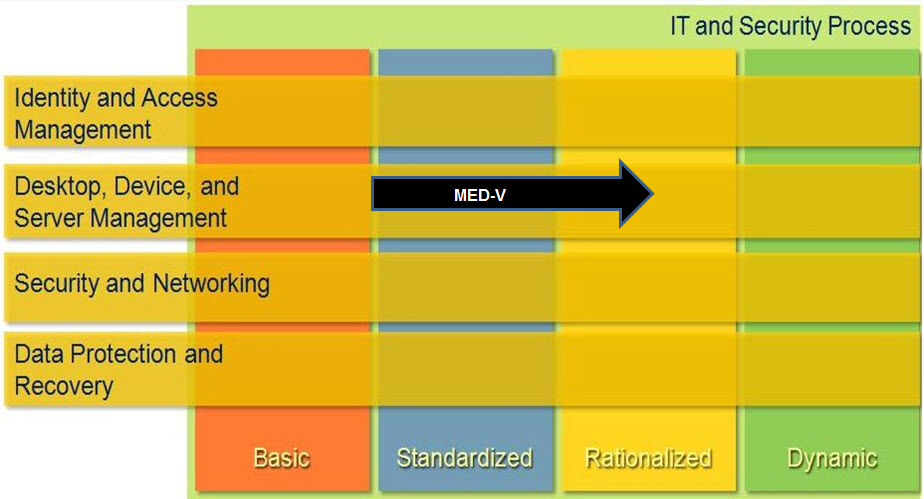 IT and Security Process
Identity and Access
Management
Desktop, Device, and
Server Management
MED-V
Security and Networking
Data Protection and
Recovery
Basic
Standardized
Rationalized
Dynamic